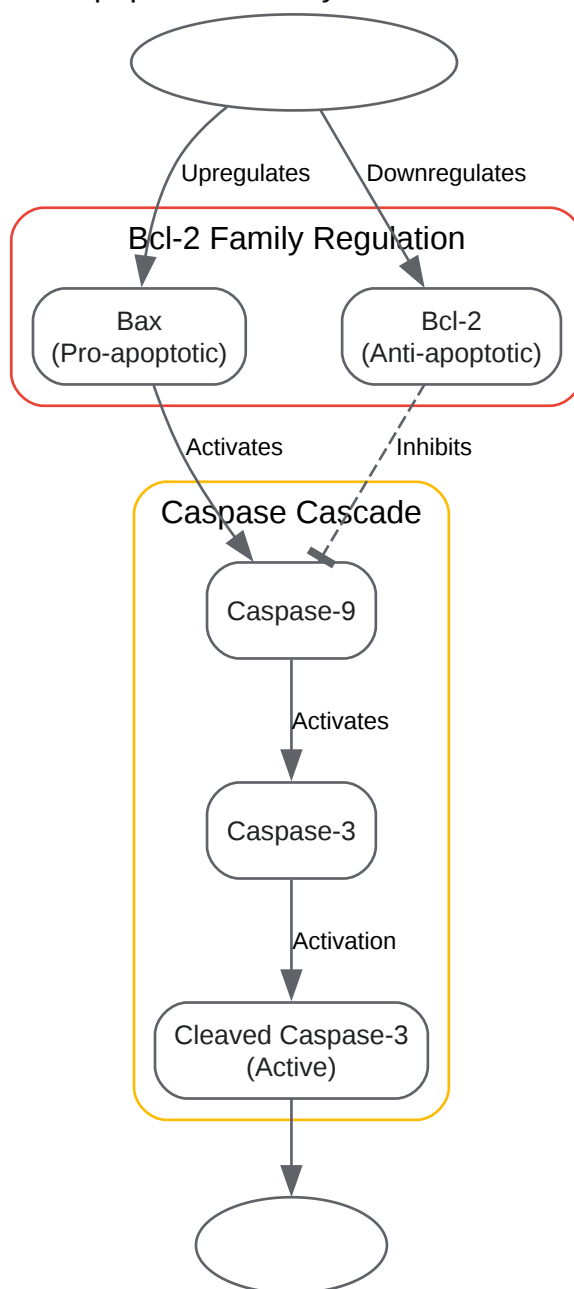 Upregulates
Downregulates
Bcl-2 Family Regulation
Bax
(Pro-apoptotic)
Bcl-2
(Anti-apoptotic)
Activates
Inhibits
Caspase Cascade
Caspase-9
Activates
Caspase-3
Activation
Cleaved Caspase-3
(Active)